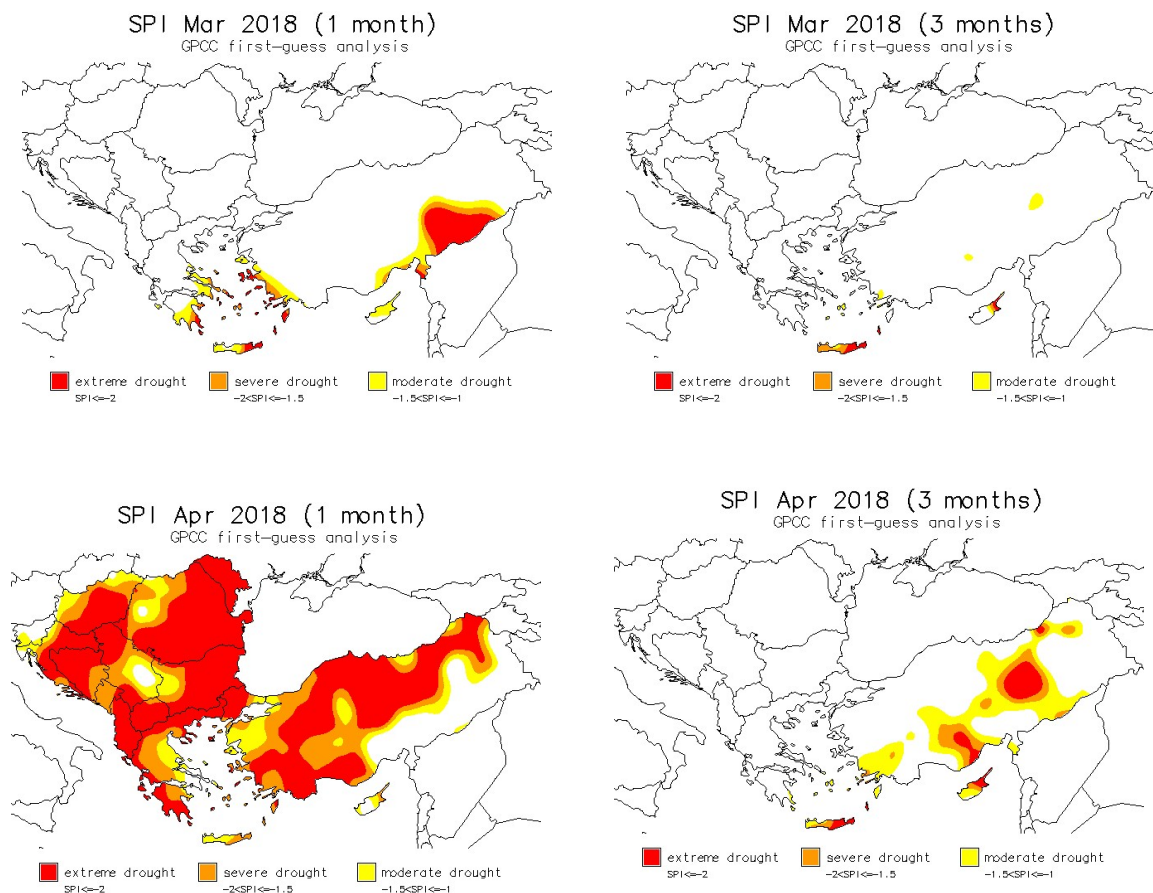 SPI Mar 2018 (1 month)
GPCC first-guess analysis
extreme drought
SPI<=-2
severe drought
-2<SPI<=-1.5
moderate drought
-1.5<SPI<=-1
SPI Mar 2018 (3 months)
GPCC first-guess analysis
extreme drought
SPI<=-2
severe drought
-2<SPI<=-1.5
moderate drought
-1.5<SPI<=-1
SPI Apr 2018 (1 month)
GPCC first-guess analysis
extreme drought
SPI<=-2
severe drought
-2<SPI<=-1.5
moderate drought
-1.5<SPI<=-1
SPI Apr 2018 (3 months)
GPCC first-guess analysis
extreme drought
SPI<=-2
severe drought
-2<SPI<=-1.5
moderate drought
-1.5<SPI<=-1